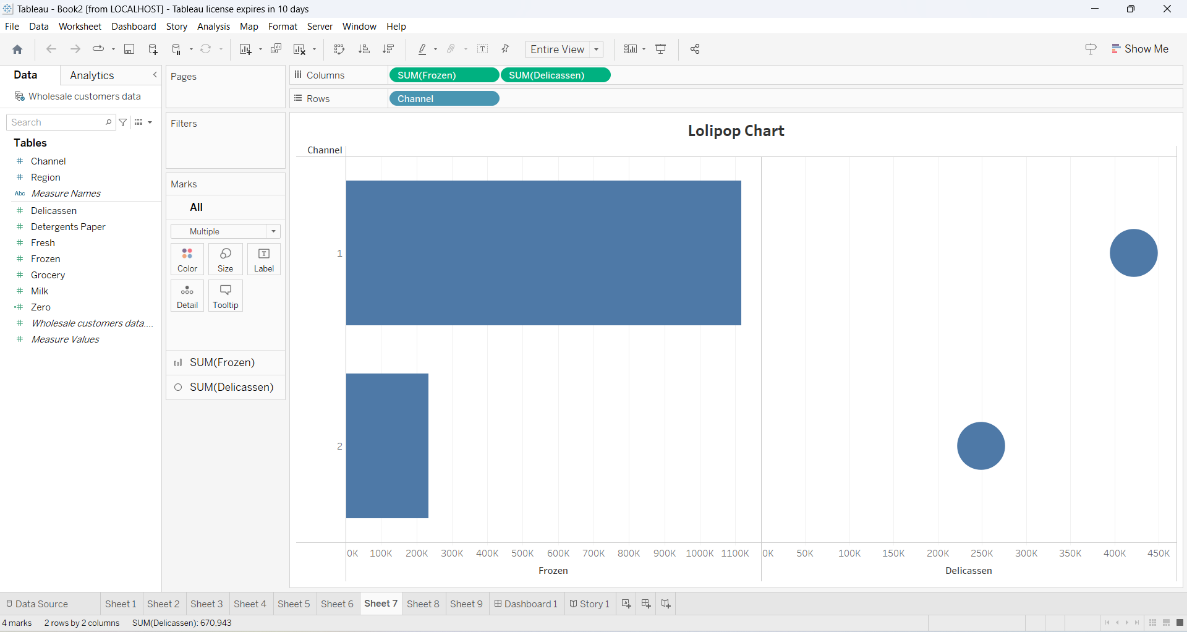 Tableau - Book2 [from LOCALHOST] - Tableau license expires in 10 days
File Data Worksheet Dashboard Story Analysis Map Format Server Window Help
Entire View
Show Me
Data Analytics
Pages
Columns SUM(Frozen) SUM(Delicassen)
Wholesale customers data
Rows Channel
Search
Filters
Tables
Channel
Region
Abc Measure Names
Delicassen
Detergents Paper
Fresh
Frozen
Grocery
Milk
Zero
Wholesale customers data....
Measure Values
Marks
All
Multiple
Color Size Label
Detail Tooltip
SUM(Frozen)
SUM(Delicassen)
Lolipop Chart
Channel
1
2
0K 100K 200K 300K 400K 500K 600K 700K 800K 900K 1000K 1100K 0K 50K 100K 150K 200K 250K 300K 350K 400K 450K
Frozen Delicassen
Data Source Sheet 1 Sheet 2 Sheet 3 Sheet 4 Sheet 5 Sheet 6 Sheet 7 Sheet 8 Sheet 9 Dashboard 1 Story 1
4 marks 2 rows by 2 columns SUM(Delicassen): 670.943